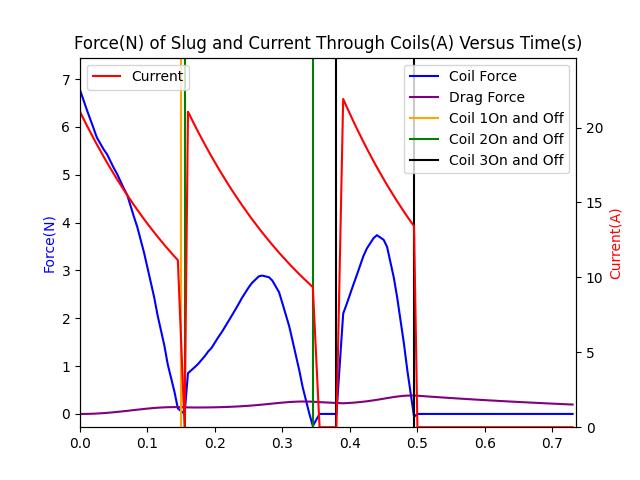 Force(N) of Slug and Current Through Coils(A) Versus Time(s)
Current
Coil Force
Drag Force
Coil 1On and Off
Coil 2On and Off
Coil 3On and Off
Force(N)
7
6
5
4
3
2
1
0
Current(A)
20
15
10
5
0
0.0 0.1 0.2 0.3 0.4 0.5 0.6 0.7